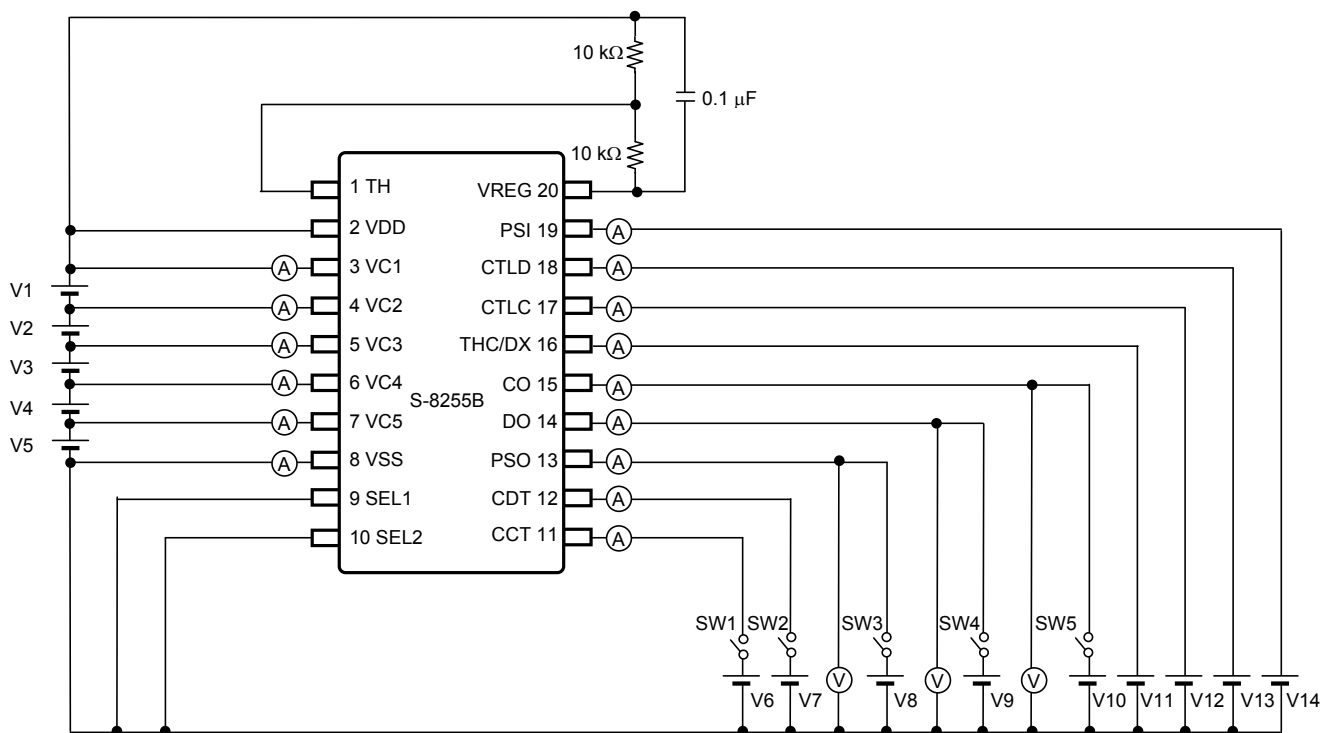 10 kΩ
0.1 µF
10 kΩ
1 TH
VREG 20
2 VDD
PSI 19
A
A
3 VC1
CTLD 18
A
V1
A
4 VC2
CTLC 17
A
V2
A
5 VC3
THC/DX 16
A
V3
A
6 VC4
CO 15
A
S-8255B
V4
A
7 VC5
DO 14
A
V5
A
8 VSS
PSO 13
A
9 SEL1
CDT 12
A
10 SEL2
CCT 11
A
SW1
SW2
SW3
SW4
SW5
V
V
V
V6
V7
V8
V9
V10
V11
V12
V13
V14